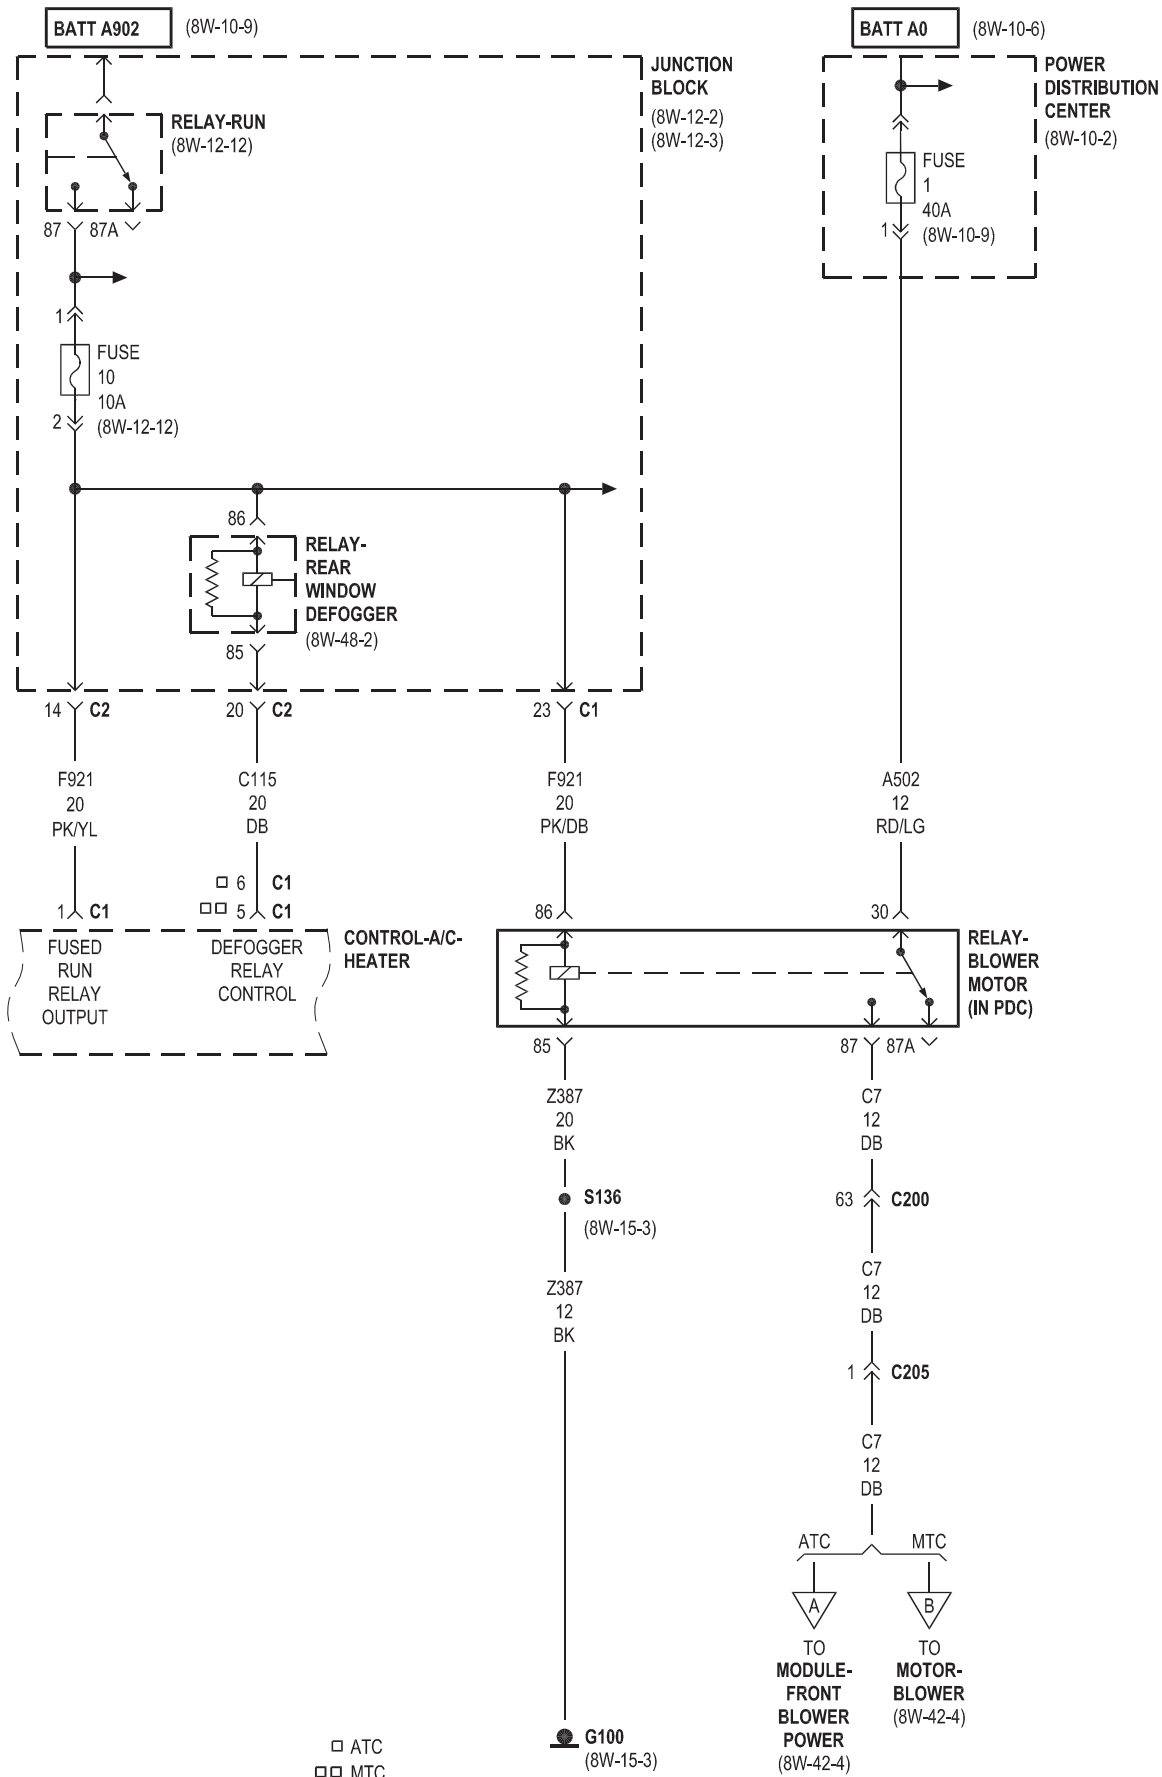 BATT A902
(8W-10-9)
BATT A0
(8W-10-6)
JUNCTION
BLOCK
(8W-12-2)
(8W-12-3)
POWER
DISTRIBUTION
CENTER
(8W-10-2)
RELAY-RUN
(8W-12-12)
87
87A
FUSE
1
40A
(8W-10-9)
1
1
FUSE
10
10A
(8W-12-12)
2
86
RELAY-
REAR
WINDOW
DEFOGGER
(8W-48-2)
85
14 C2
20 C2
23 C1
F921
20
PK/YL
C115
20
DB
F921
20
PK/DB
A502
12
RD/LG
6 C1
1 C1
5 C1
86
30
FUSED
RUN
RELAY
OUTPUT
DEFOGGER
RELAY
CONTROL
CONTROL-A/C-
HEATER
RELAY-
BLOWER
MOTOR
(IN PDC)
85
87
87A
Z387
20
BK
C7
12
DB
S136
(8W-15-3)
63 C200
Z387
12
BK
C7
12
DB
1 C205
C7
12
DB
ATC
MTC
A
B
TO
MODULE-
FRONT
BLOWER
POWER
(8W-42-4)
TO
MOTOR-
BLOWER
(8W-42-4)
G100
(8W-15-3)
ATC
MTC